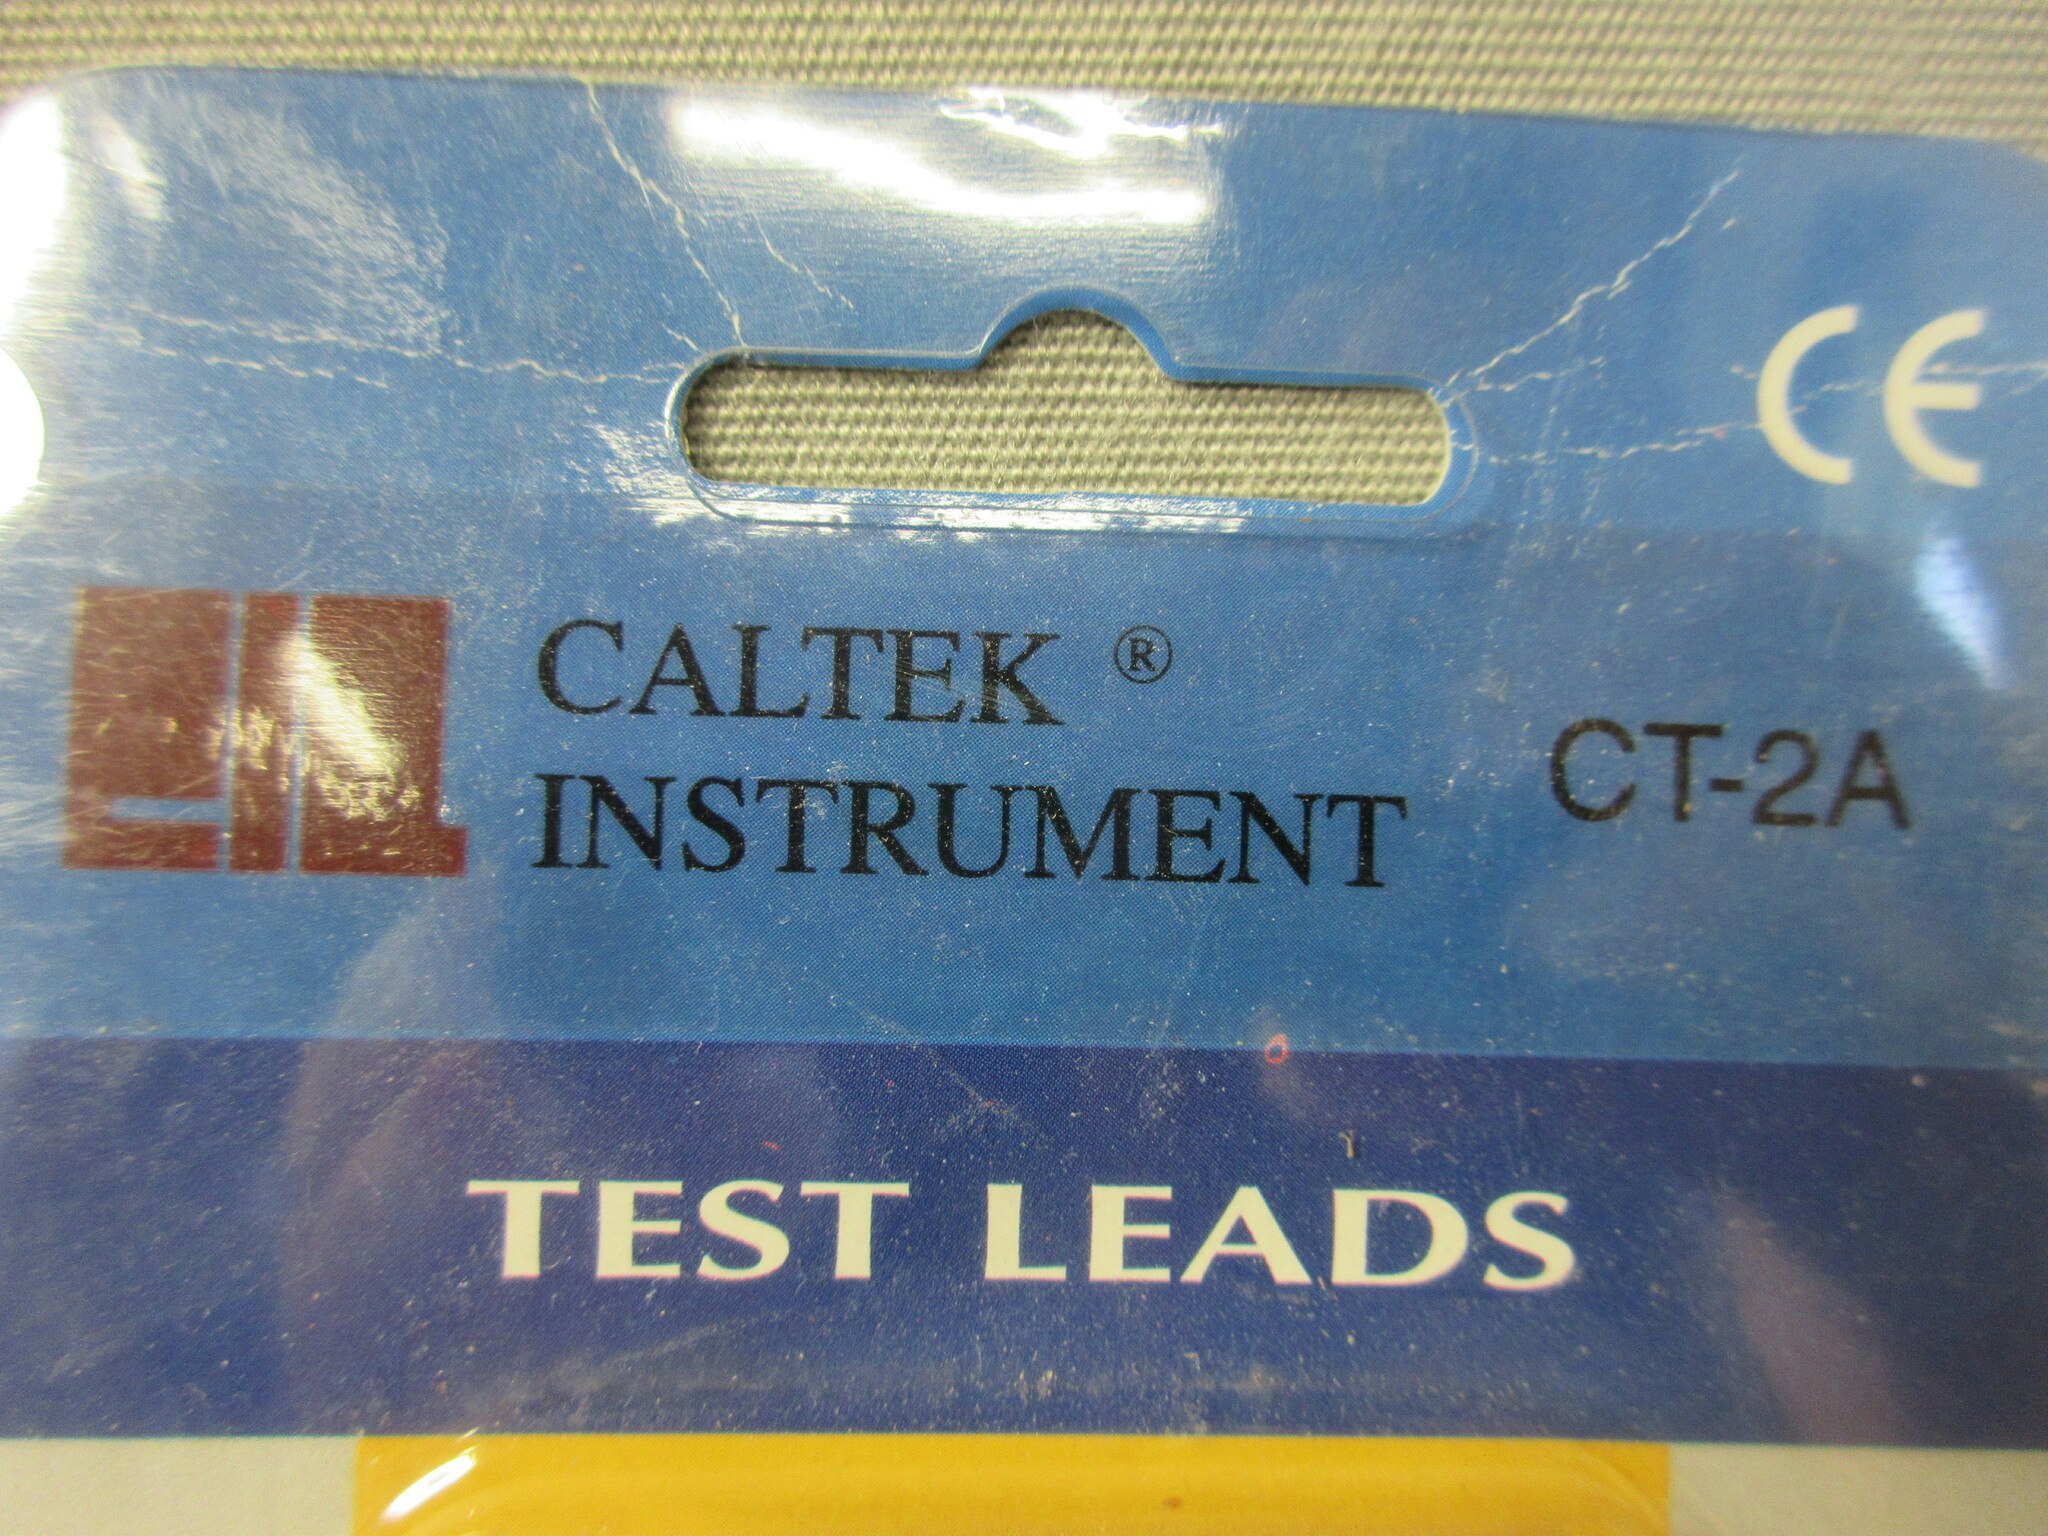 CE
CALTEK ®
INSTRUMENT
CT-2A
TEST LEADS